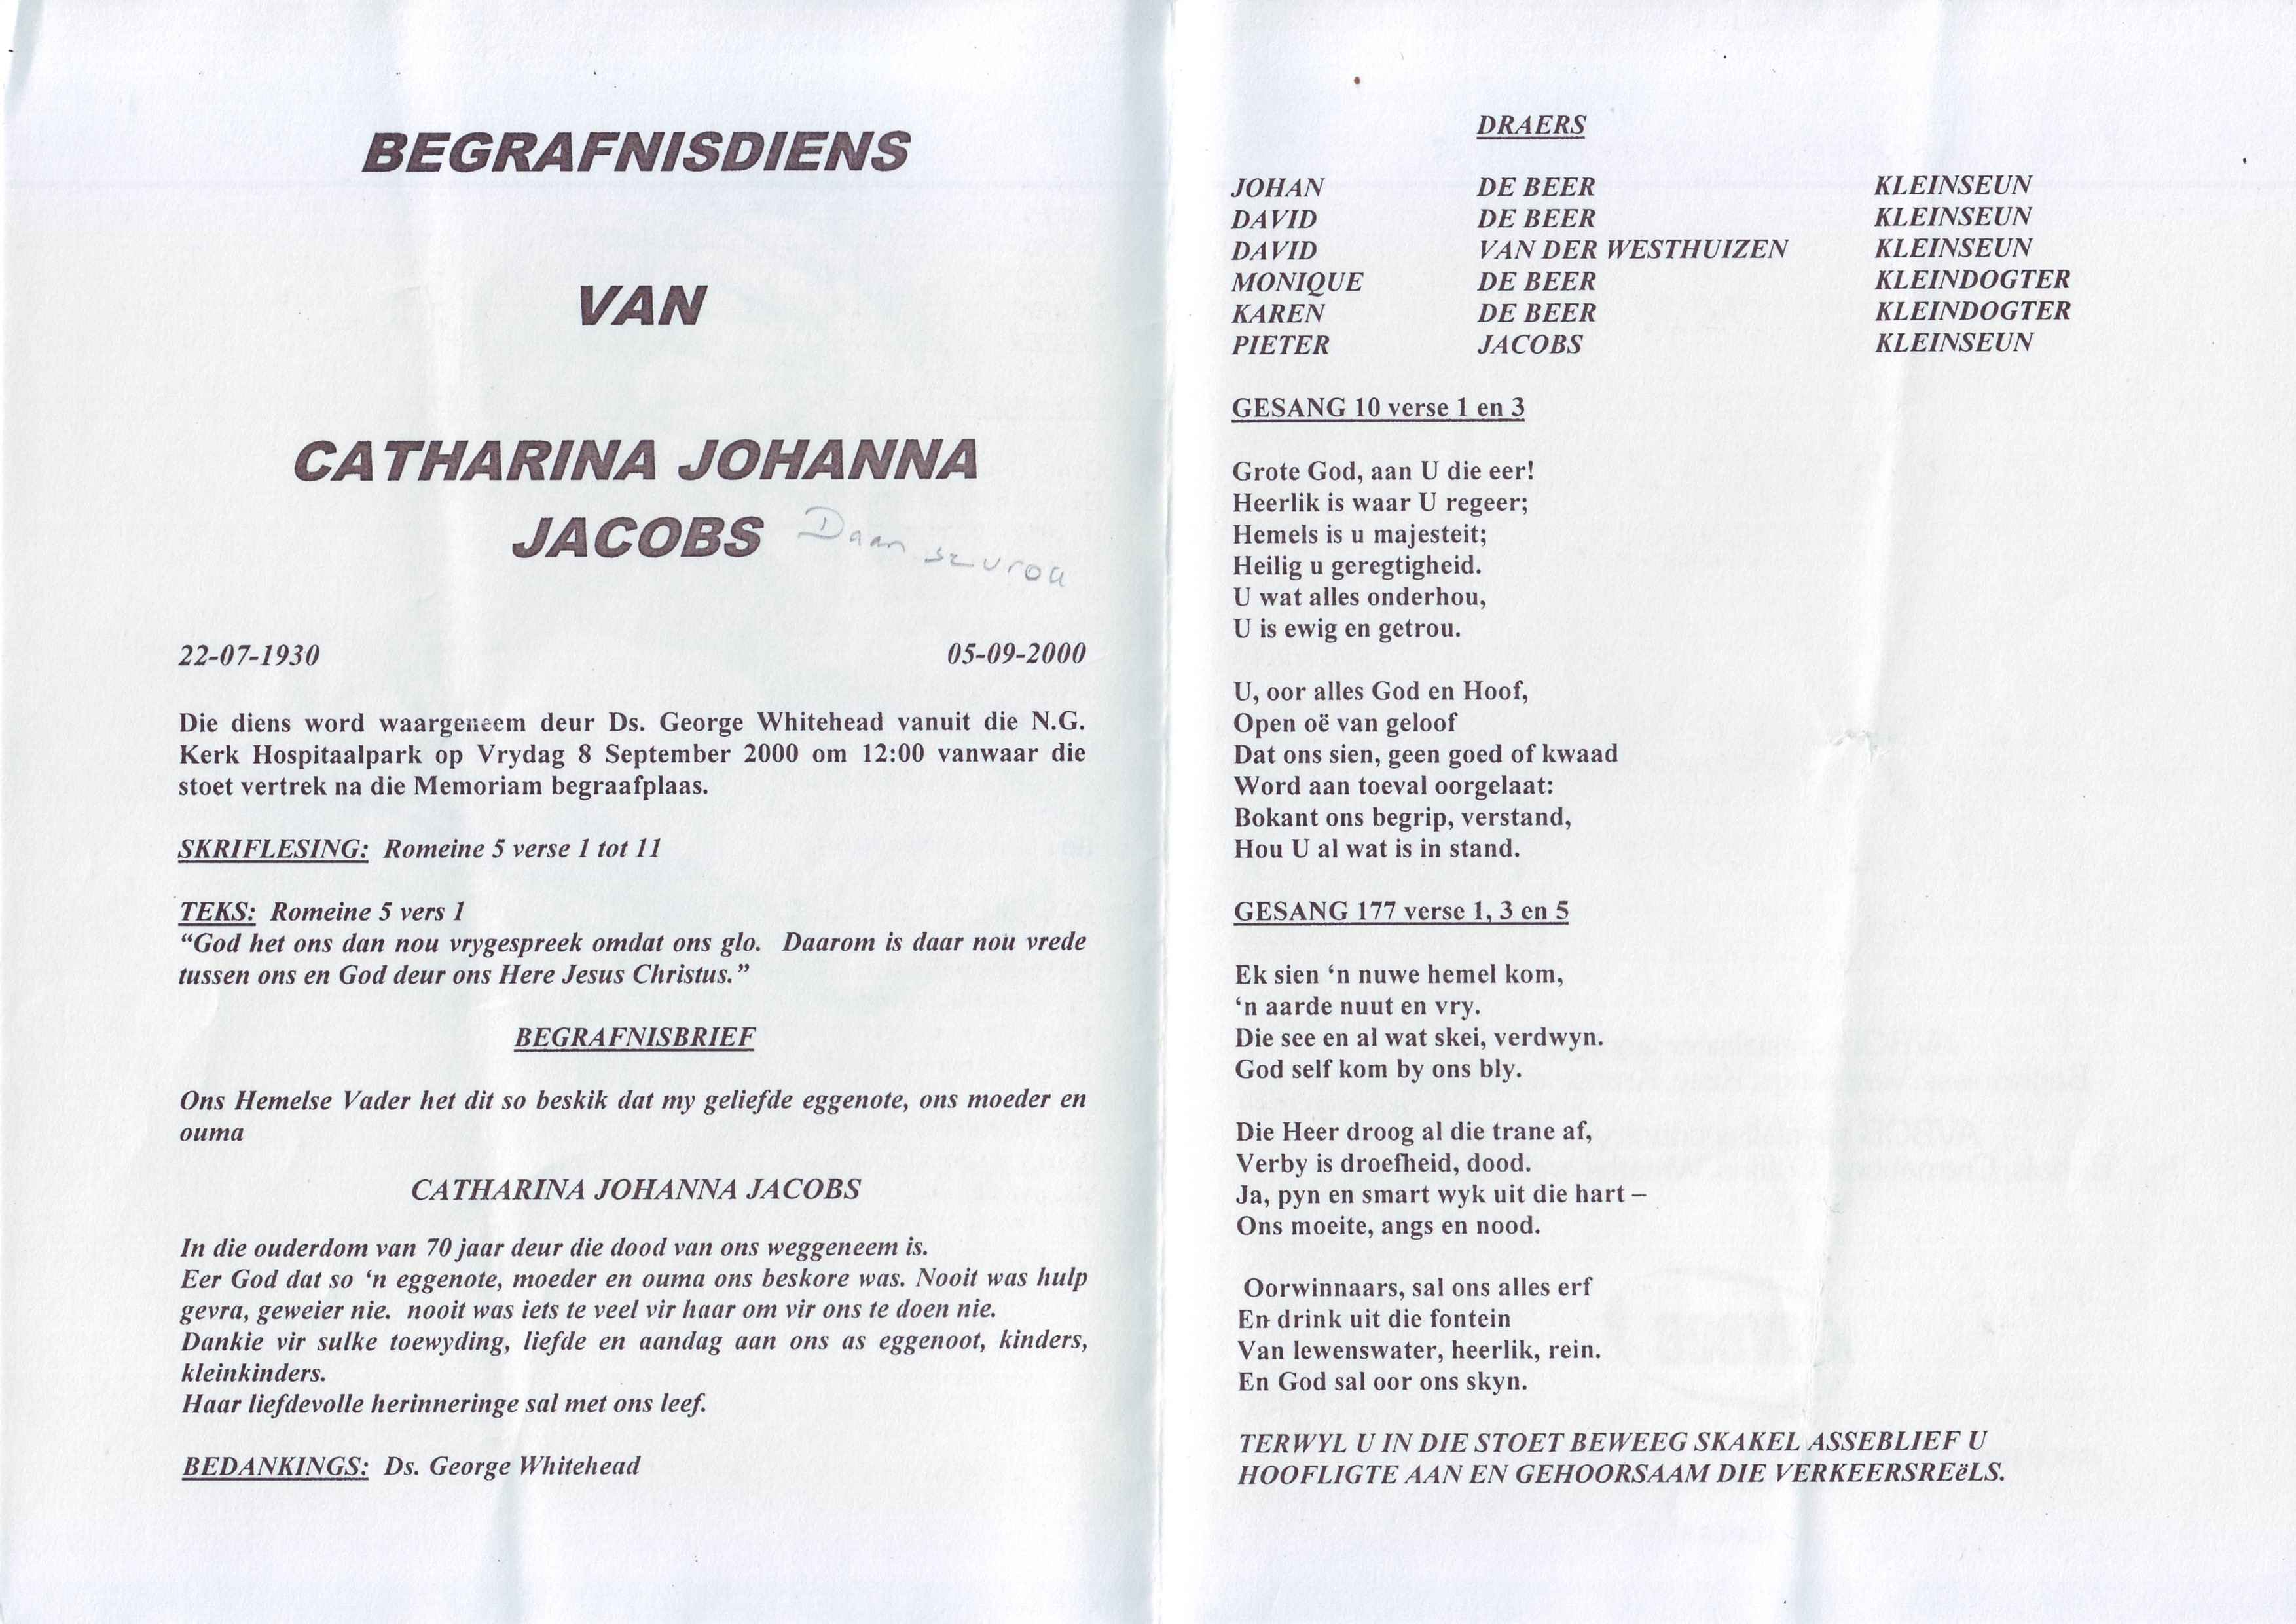 BEGRAFNISDIENS
VAN
CATHARINA JOHANNA
JACOBS Daan se vrou
22-07-1930 05-09-2000
Die diens word waargeneem deur Ds. George Whitehead vanuit die N.G.
Kerk Hospitaalpark op Vrydag 8 September 2000 om 12:00 vanwaar die
stoet vertrek na die Memoriam begraafplaas.
SKRIFLESING: Romeine 5 verse 1 tot 11
TEKS: Romeine 5 vers 1
“God het ons dan nou vrygespreek omdat ons glo. Daarom is daar nou vrede
tussen ons en God deur ons Here Jesus Christus.”
BEGRAFNISBRIEF
Ons Hemelse Vader het dit so beskik dat my geliefde eggenote, ons moeder en
ouma
CATHARINA JOHANNA JACOBS
In die ouderdom van 70 jaar deur die dood van ons weggeneem is.
Eer God dat so ‘n eggenote, moeder en ouma ons beskore was. Nooit was hulp
gevra, geweier nie. nooit was iets te veel vir haar om vir ons te doen nie.
Dankie vir sulke toewyding, liefde en aandag aan ons as eggenoot, kinders,
kleinkinders.
Haar liefdevolle herinneringe sal met ons leef.
BEDANKINGS: Ds. George Whitehead
DRAERS
JOHAN DE BEER KLEINSEUN
DAVID DE BEER KLEINSEUN
DAVID VAN DER WESTHUIZEN KLEINSEUN
MONIQUE DE BEER KLEINDOGTER
KAREN DE BEER KLEINDOGTER
PIETER JACOBS KLEINSEUN
GESANG 10 verse 1 en 3
Grote God, aan U die eer!
Heerlik is waar U regeer;
Hemels is u majesteit;
Heilig u geregtigheid.
U wat alles onderhou,
U is ewig en getrou.
U, oor alles God en Hoof,
Open oë van geloof
Dat ons sien, geen goed of kwaad
Word aan toeval oorgelaat:
Bokant ons begrip, verstand,
Hou U al wat is in stand.
GESANG 177 verse 1, 3 en 5
Ek sien ‘n nuwe hemel kom,
‘n aarde nuut en vry.
Die see en al wat skei, verdwyn.
God self kom by ons bly.
Die Heer droog al die trane af,
Verby is droefheid, dood.
Ja, pyn en smart wyk uit die hart –
Ons moeite, angs en nood.
Oorwinnaars, sal ons alles erf
En drink uit die fontein
Van lewenswater, heerlik, rein.
En God sal oor ons skyn.
TERWYL U IN DIE STOET BEWEEG SKAKEL ASSEBLIEF U
HOOFLIGTE AAN EN GEHOORSAAM DIE VERKEERSREëLS.